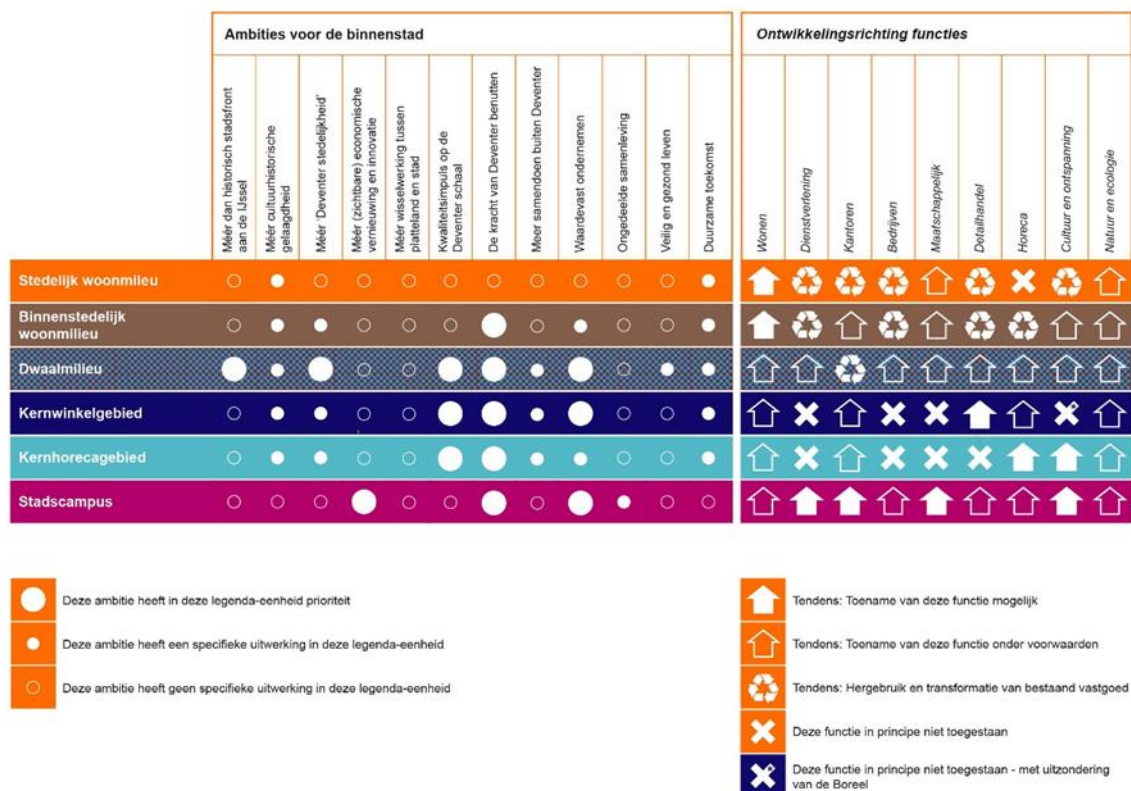 Ambities voor de binnenstad
Ontwikkelingsrichting functies
Méér dan historisch stadsfront
aan de IJssel
Méér cultuurhistorische
gelaagdheid
Méér 'Deventer stedelijkheid'
Méér (zichtbare) economische
vernieuwing en innovatie
Méér wisselwerking tussen
platteland en stad
Kwaliteitsimpuls op de
Deventer schaal
De kracht van Deventer benutten
Meer samendoen buiten Deventer
Waardevast ondernemen
Ongedeelde samenleving
Veilig en gezond leven
Duurzame toekomst
Wonen
Dienstverlening
Kantoren
Bedrijven
Maatschappelijk
Detailhandel
Horeca
Cultuur en ontspanning
Natuur en ecologie
Stedelijk woonmilieu
Binnenstedelijk
woonmilieu
Dwaalmilieu
Kernwinkelgebied
Kernhorecagebied
Stadscampus
Deze ambitie heeft in deze legenda-eenheid prioriteit
Deze ambitie heeft een specifieke uitwerking in deze legenda-eenheid
Deze ambitie heeft geen specifieke uitwerking in deze legenda-eenheid
Tendens: Toename van deze functie mogelijk
Tendens: Toename van deze functie onder voorwaarden
Tendens: Hergebruik en transformatie van bestaand vastgoed
Deze functie in principe niet toegestaan
Deze functie in principe niet toegestaan - met uitzondering
van de Boreel